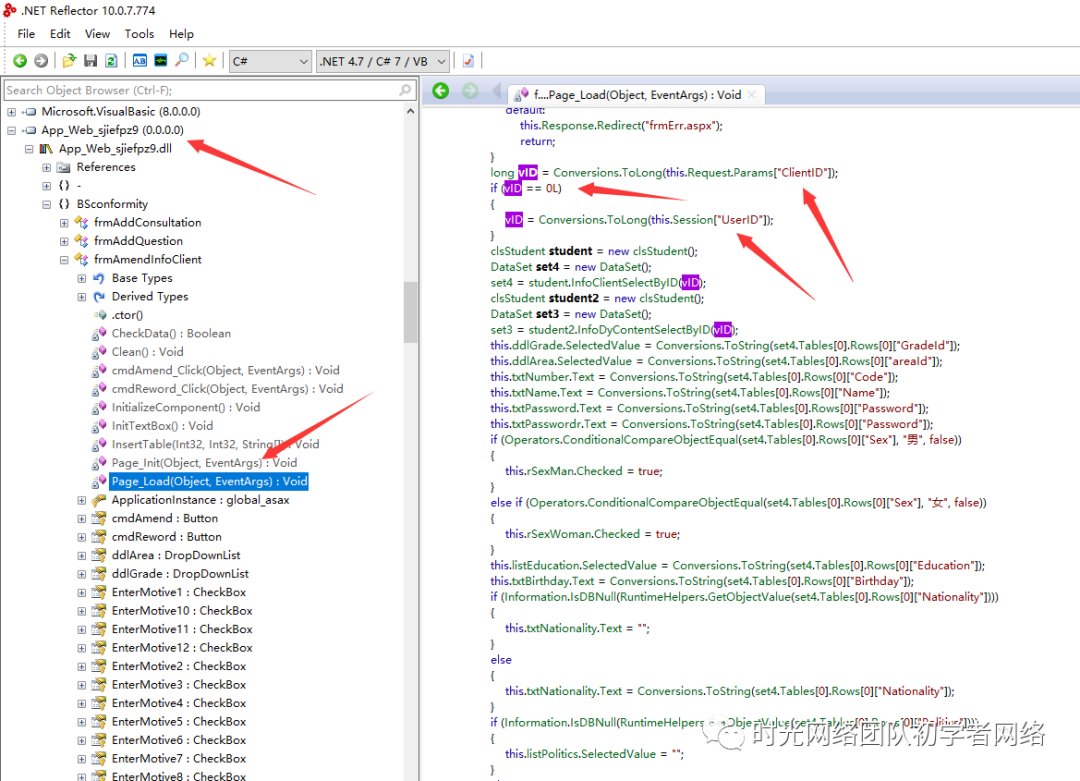 .NET Reflector 10.0.7.774
File Edit View Tools Help
C# .NET 4.7 / C# 7 / VB
Search Object Browser (Ctrl-F);
Microsoft.VisualBasic (8.0.0.0)
App_Web_sjiefpz9 (0.0.0.0)
App_Web_sjiefpz9.dll
References
{} -
{} BSconformity
frmAddConsultation
frmAddQuestion
frmAmendInfoClient
Base Types
Derived Types
.ctor()
CheckData() : Boolean
Clean() : Void
cmdAmend_Click(Object, EventArgs) : Void
cmdReword_Click(Object, EventArgs) : Void
InitializeComponent() : Void
InitTextBox() : Void
InsertTable(Int32, Int32, String[]) : Void
Page_Init(Object, EventArgs) : Void
Page_Load(Object, EventArgs) : Void
ApplicationInstance : global_asax
cmdAmend : Button
cmdReword : Button
ddlArea : DropDownList
ddlGrade : DropDownList
EnterMotive1 : CheckBox
EnterMotive10 : CheckBox
EnterMotive11 : CheckBox
EnterMotive12 : CheckBox
EnterMotive2 : CheckBox
EnterMotive3 : CheckBox
EnterMotive4 : CheckBox
EnterMotive5 : CheckBox
EnterMotive6 : CheckBox
EnterMotive7 : CheckBox
EnterMotive8 : CheckBox
f....Page_Load(Object, EventArgs) : Void
default:
this.Response.Redirect("frmErr.aspx");
return;
}
long vID = Conversions.ToLong(this.Request.Params["ClientID"]);
if (vID == 0L)
{
vID = Conversions.ToLong(this.Session["UserID"]);
}
clsStudent student = new clsStudent();
DataSet set4 = new DataSet();
set4 = student.InfoClientSelectByID(vID);
clsStudent student2 = new clsStudent();
DataSet set3 = new DataSet();
set3 = student2.InfoDyContentSelectByID(vID);
this.ddlGrade.SelectedValue = Conversions.ToString(set4.Tables[0].Rows[0]["GradeId"]);
this.ddlArea.SelectedValue = Conversions.ToString(set4.Tables[0].Rows[0]["areaId"]);
this.txtNumber.Text = Conversions.ToString(set4.Tables[0].Rows[0]["Code"]);
this.txtName.Text = Conversions.ToString(set4.Tables[0].Rows[0]["Name"]);
this.txtPassword.Text = Conversions.ToString(set4.Tables[0].Rows[0]["Password"]);
this.txtPasswordr.Text = Conversions.ToString(set4.Tables[0].Rows[0]["Password"]);
if (Operators.ConditionalCompareObjectEqual(set4.Tables[0].Rows[0]["Sex"], "男", false))
{
this.rSexMan.Checked = true;
}
else if (Operators.ConditionalCompareObjectEqual(set4.Tables[0].Rows[0]["Sex"], "女", false))
{
this.rSexWoman.Checked = true;
}
this.listEducation.SelectedValue = Conversions.ToString(set4.Tables[0].Rows[0]["Education"]);
this.txtBirthday.Text = Conversions.ToString(set4.Tables[0].Rows[0]["Birthday"]);
if (Information.IsDBNull(RuntimeHelpers.GetObjectValue(set4.Tables[0].Rows[0]["Nationality"])))
{
this.txtNationality.Text = "";
}
else
{
this.txtNationality.Text = Conversions.ToString(set4.Tables[0].Rows[0]["Nationality"]);
}
if (Information.IsDBNull(RuntimeHelpers.GetObjectValue(set4.Tables[0].Rows[0]["Politics"])))
{
this.listPolitics.SelectedValue = "";
}
时光网络团队初学者网络